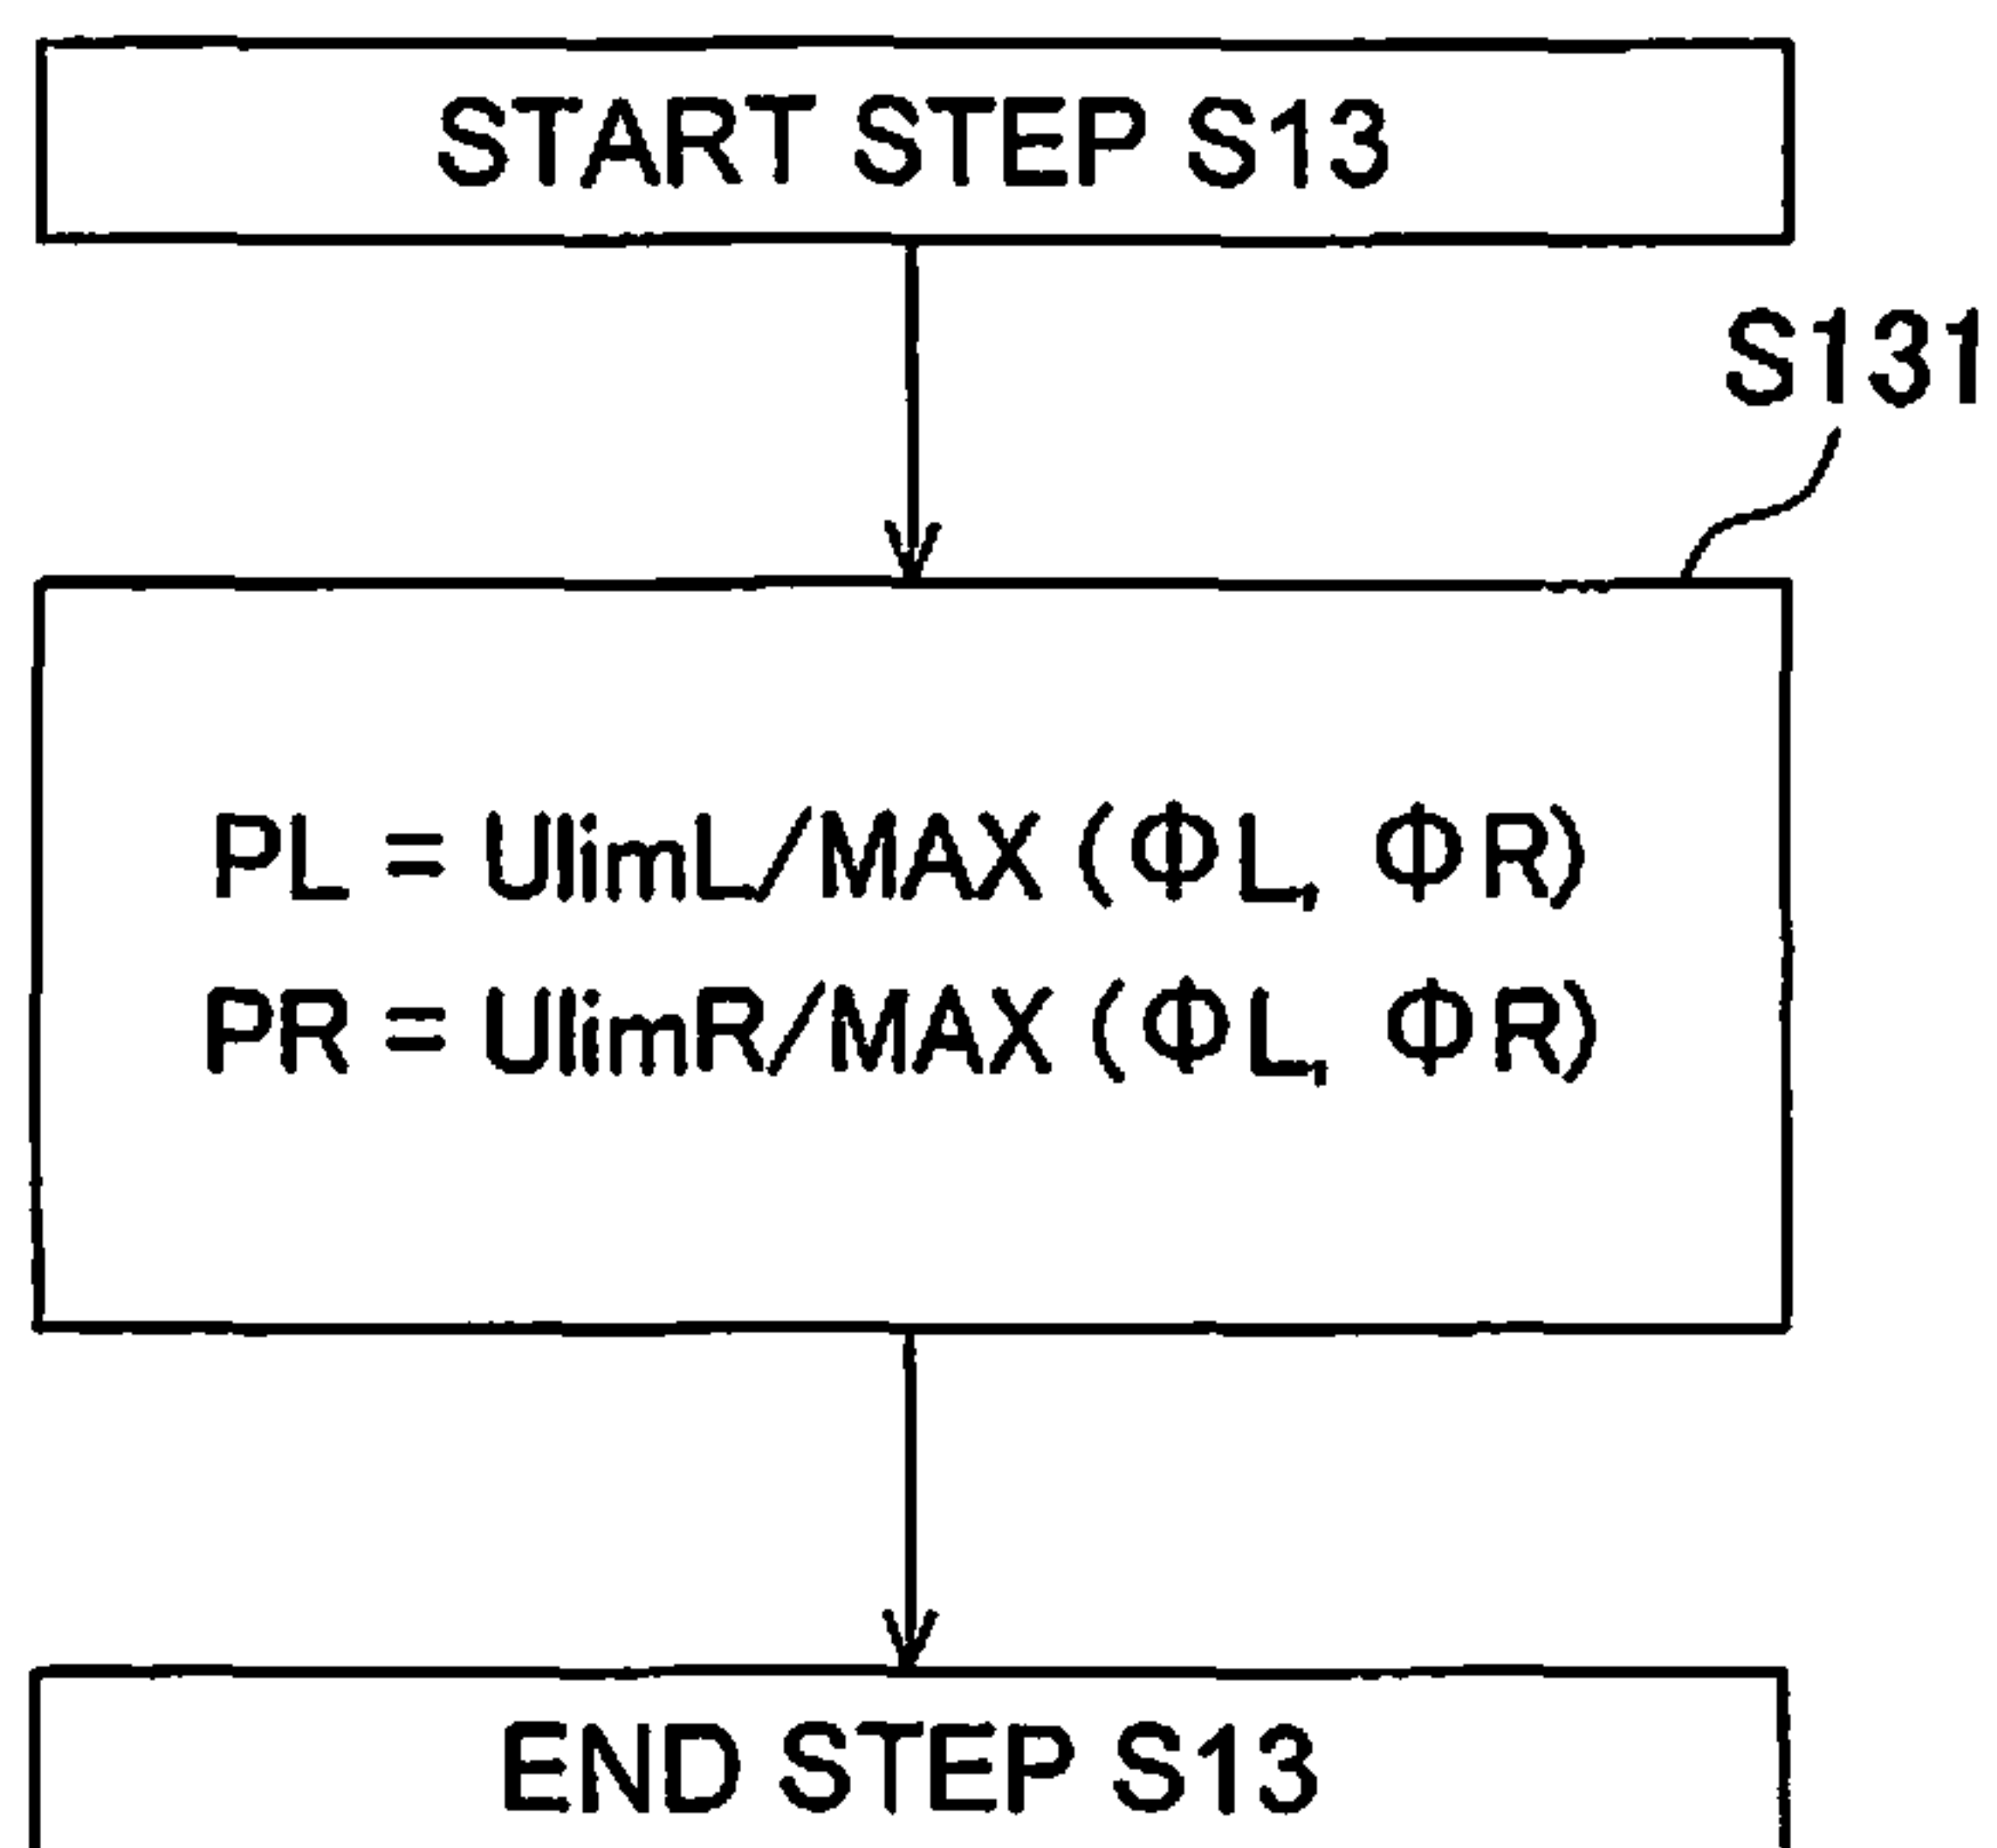 START STEP S13
S131
PL = UlimL/MAX (ΦL, ΦR)
PR = UlimR/MAX (ΦL, ΦR)
END STEP S13